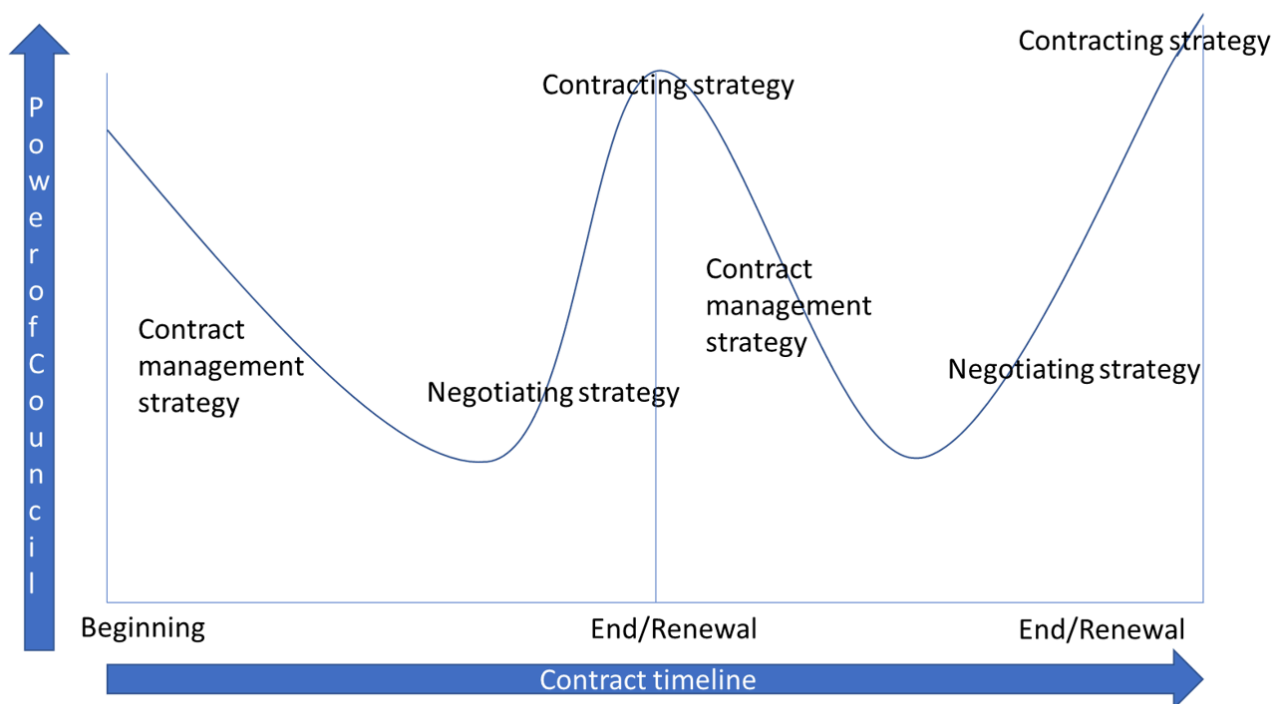 Power of Council
Contracting strategy
Contracting strategy
Contract
management
strategy
Contract
management
strategy
Negotiating strategy
Negotiating strategy
Beginning
End/Renewal
End/Renewal
Contract timeline